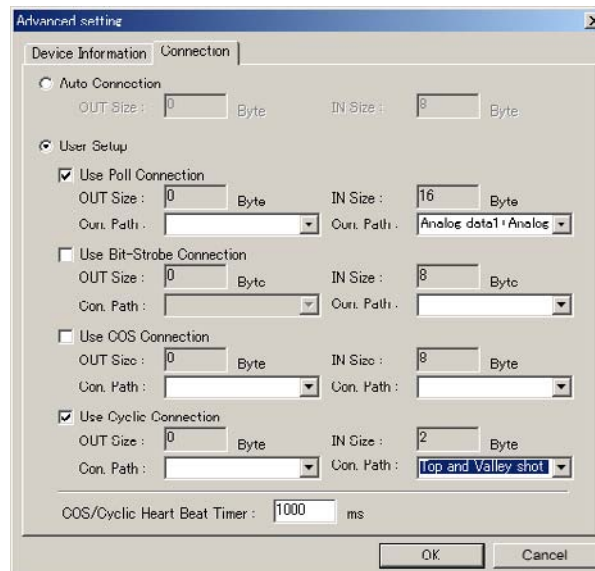 Advanced setting
Device Information Connection
Auto Connection
OUT Size : 0 Byte IN Size : 8 Byte
User Setup
Use Poll Connection
OUT Size : 0 Byte IN Size : 16 Byte
Con. Path : Con. Path : Analog data1+Analog
Use Bit-Strobe Connection
OUT Size : 0 Byte IN Size : 8 Byte
Con. Path : Con. Path :
Use COS Connection
OUT Size : 0 Byte IN Size : 8 Byte
Con. Path : Con. Path :
Use Cyclic Connection
OUT Size : 0 Byte IN Size : 2 Byte
Con. Path : Con. Path : Top and Valley shot
COS/Cyclic Heart Beat Timer : 1000 ms
OK Cancel